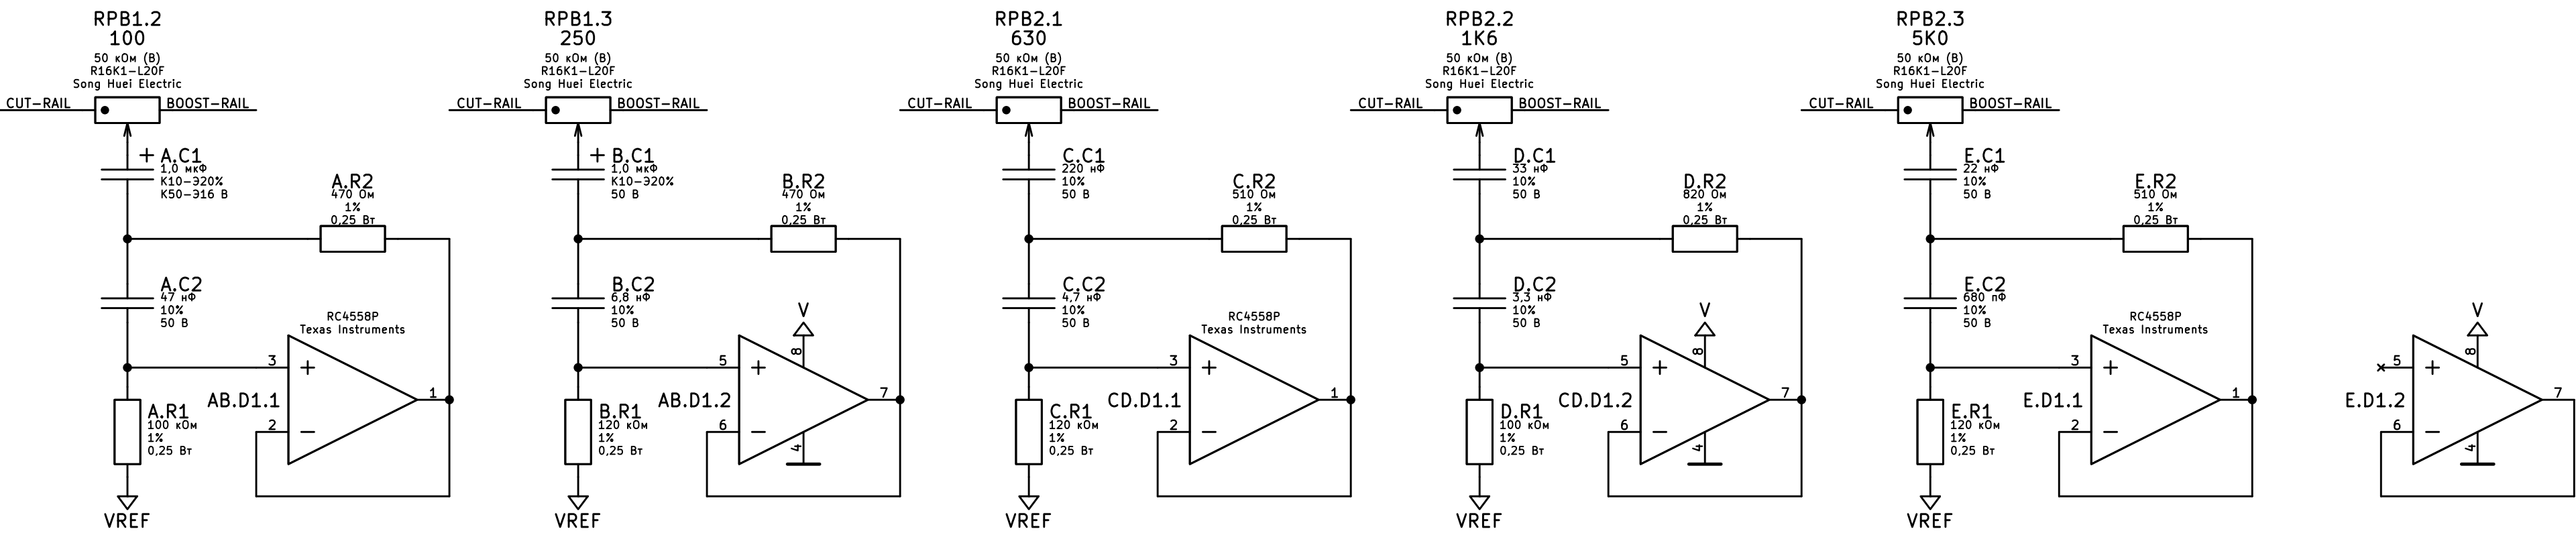 RPB1.2
100
50 кОм (B)
R16K1-L20F
Song Huei Electric
CUT-RAIL
BOOST-RAIL
+ A.C1
1,0 мкФ
К10-Э20%
К50-Э16 В
A.R2
470 Ом
1%
0,25 Вт
A.C2
47 нФ
10%
50 В
RC4558P
Texas Instruments
3
+
AB.D1.1
1
2
−
A.R1
100 кОм
1%
0,25 Вт
VREF
RPB1.3
250
50 кОм (B)
R16K1-L20F
Song Huei Electric
CUT-RAIL
BOOST-RAIL
+ B.C1
1,0 мкФ
К10-Э20%
50 В
B.R2
470 Ом
1%
0,25 Вт
B.C2
6,8 нФ
10%
50 В
V
8
5
+
AB.D1.2
7
6
−
4
B.R1
120 кОм
1%
0,25 Вт
VREF
RPB2.1
630
50 кОм (B)
R16K1-L20F
Song Huei Electric
CUT-RAIL
BOOST-RAIL
C.C1
220 нФ
10%
50 В
C.R2
510 Ом
1%
0,25 Вт
C.C2
4,7 нФ
10%
50 В
RC4558P
Texas Instruments
3
+
CD.D1.1
1
2
−
C.R1
120 кОм
1%
0,25 Вт
VREF
RPB2.2
1K6
50 кОм (B)
R16K1-L20F
Song Huei Electric
CUT-RAIL
BOOST-RAIL
D.C1
33 нФ
10%
50 В
D.R2
820 Ом
1%
0,25 Вт
D.C2
3,3 нФ
10%
50 В
V
8
5
+
CD.D1.2
7
6
−
4
D.R1
100 кОм
1%
0,25 Вт
VREF
RPB2.3
5K0
50 кОм (B)
R16K1-L20F
Song Huei Electric
CUT-RAIL
BOOST-RAIL
E.C1
22 нФ
10%
50 В
E.R2
510 Ом
1%
0,25 Вт
E.C2
680 пФ
10%
50 В
RC4558P
Texas Instruments
3
+
E.D1.1
1
2
−
E.R1
120 кОм
1%
0,25 Вт
VREF
V
8
5
+
E.D1.2
7
6
−
4